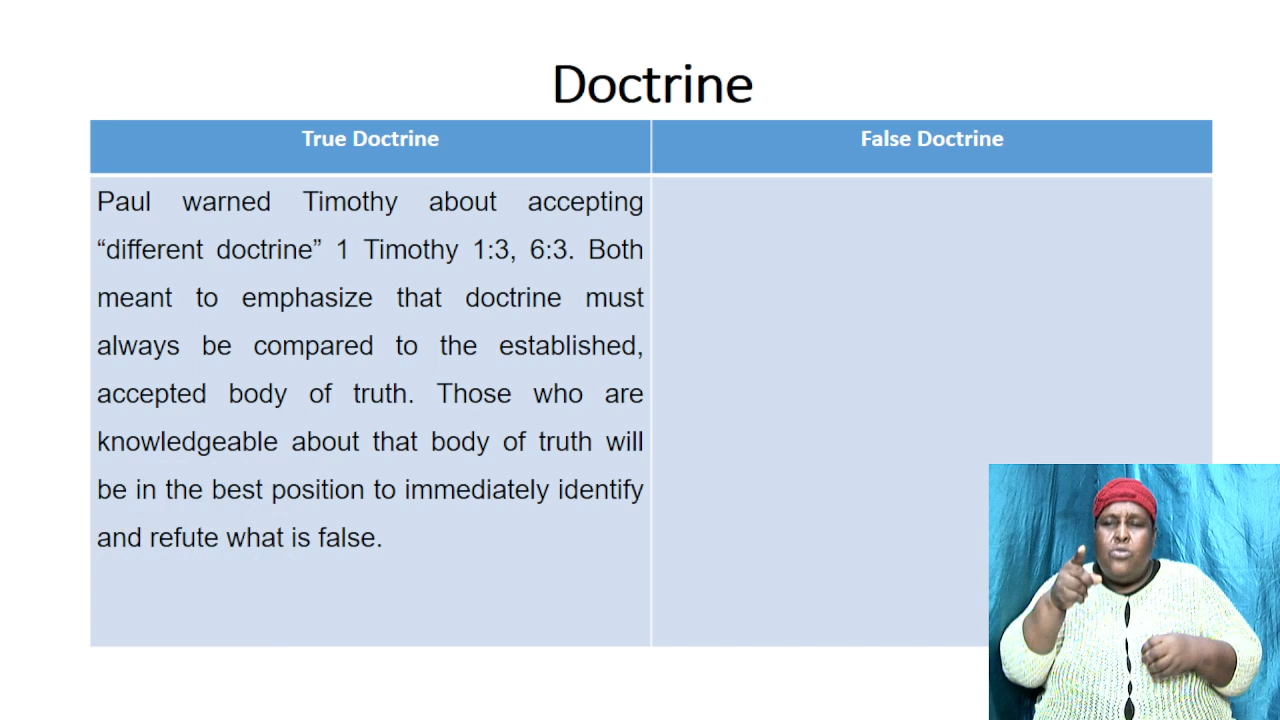 Doctrine
True Doctrine
False Doctrine
Paul warned Timothy about accepting
“different doctrine” 1 Timothy 1:3, 6:3. Both
meant to emphasize that doctrine must
always be compared to the established,
accepted body of truth. Those who are
knowledgeable about that body of truth will
be in the best position to immediately identify
and refute what is false.